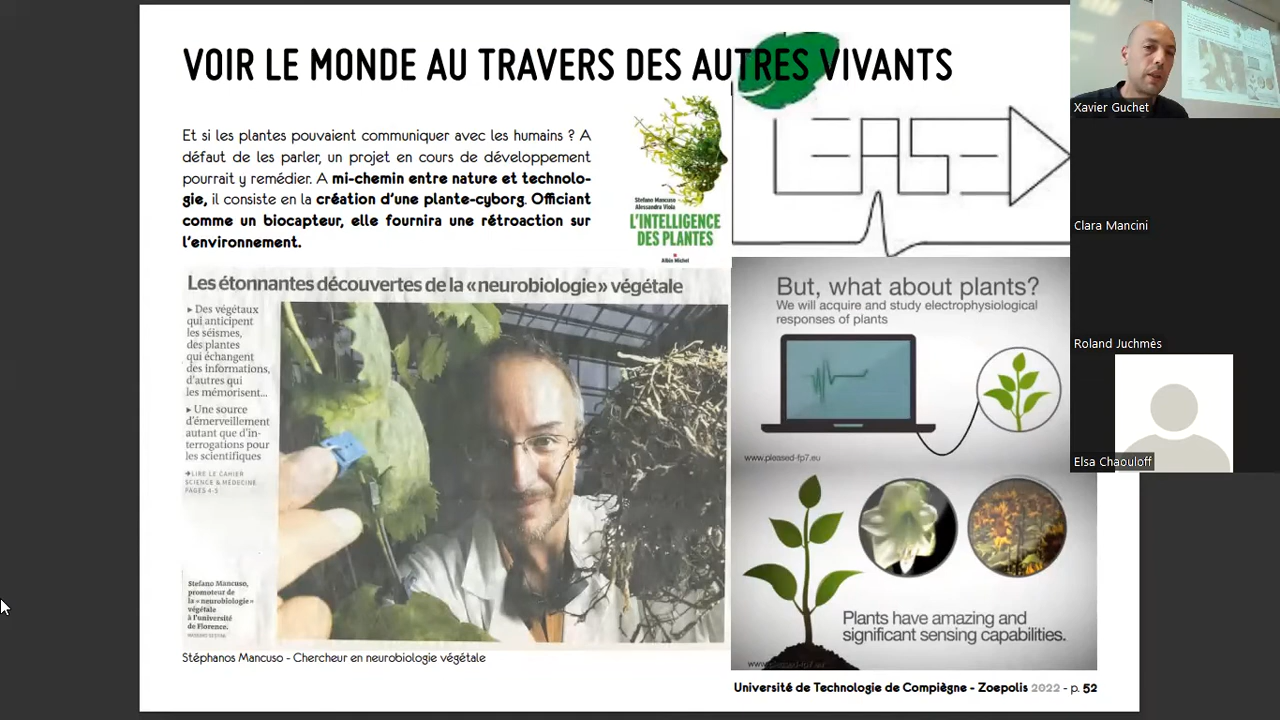 VOIR LE MONDE AU TRAVERS DES AUTRES VIVANTS
Et si les plantes pouvaient communiquer avec les humains ? A
défaut de les parler, un projet en cours de développement
pourrait y remédier. A mi-chemin entre nature et technolo-
gie, il consiste en la création d'une plante-cyborg. Officiant
comme un biocapteur, elle fournira une rétroaction sur
l'environnement.
Stefano Mancuso
Alessandra Viola
L'INTELLIGENCE
DES PLANTES
Albin Michel
LEASED
Les étonnantes découvertes de la « neurobiologie » végétale
▸ Des végétaux
qui anticipent
les séismes,
des plantes
qui échangent
des informations,
d'autres qui
les mémorisent...
▸ Une source
d'émerveillement
autant que d'in-
terrogations pour
les scientifiques
➔LIRE LE CAHIER
SCIENCE & MÉDECINE
PAGES 4-5
Stefano Mancuso,
promoteur de
la « neurobiologie »
végétale
à l'université
de Florence.
Stéphanos Mancuso - Chercheur en neurobiologie végétale
But, what about plants?
We will acquire and study electrophysiological
responses of plants
www.pleased-fp7.eu
Plants have amazing and
significant sensing capabilities.
www.pleased-fp7.eu
Université de Technologie de Compiègne - Zoepolis 2022 - p. 52
Xavier Guchet
Clara Mancini
Roland Juchmès
Elsa Chaouloff